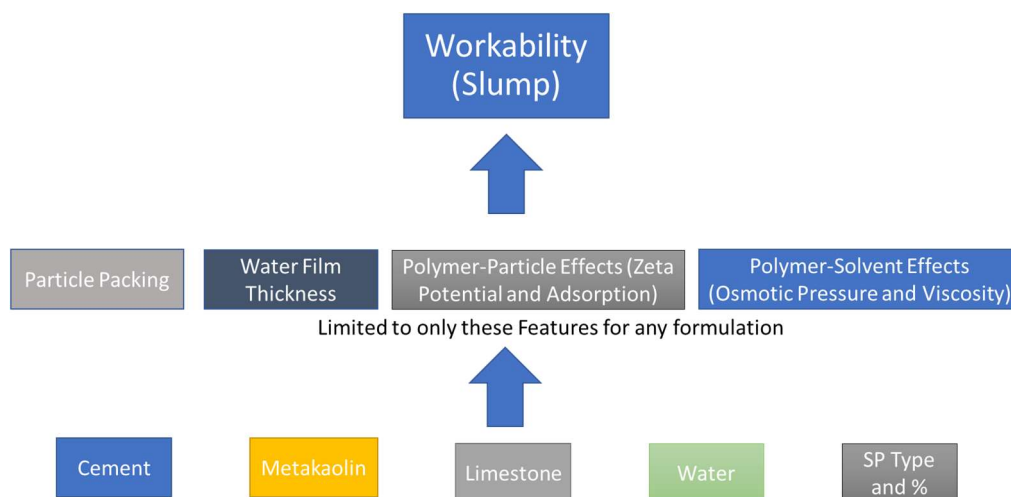 Workability
(Slump)
Particle Packing
Water Film
Thickness
Polymer-Particle Effects (Zeta
Potential and Adsorption)
Polymer-Solvent Effects
(Osmotic Pressure and Viscosity)
Limited to only these Features for any formulation
Cement
Metakaolin
Limestone
Water
SP Type
and %